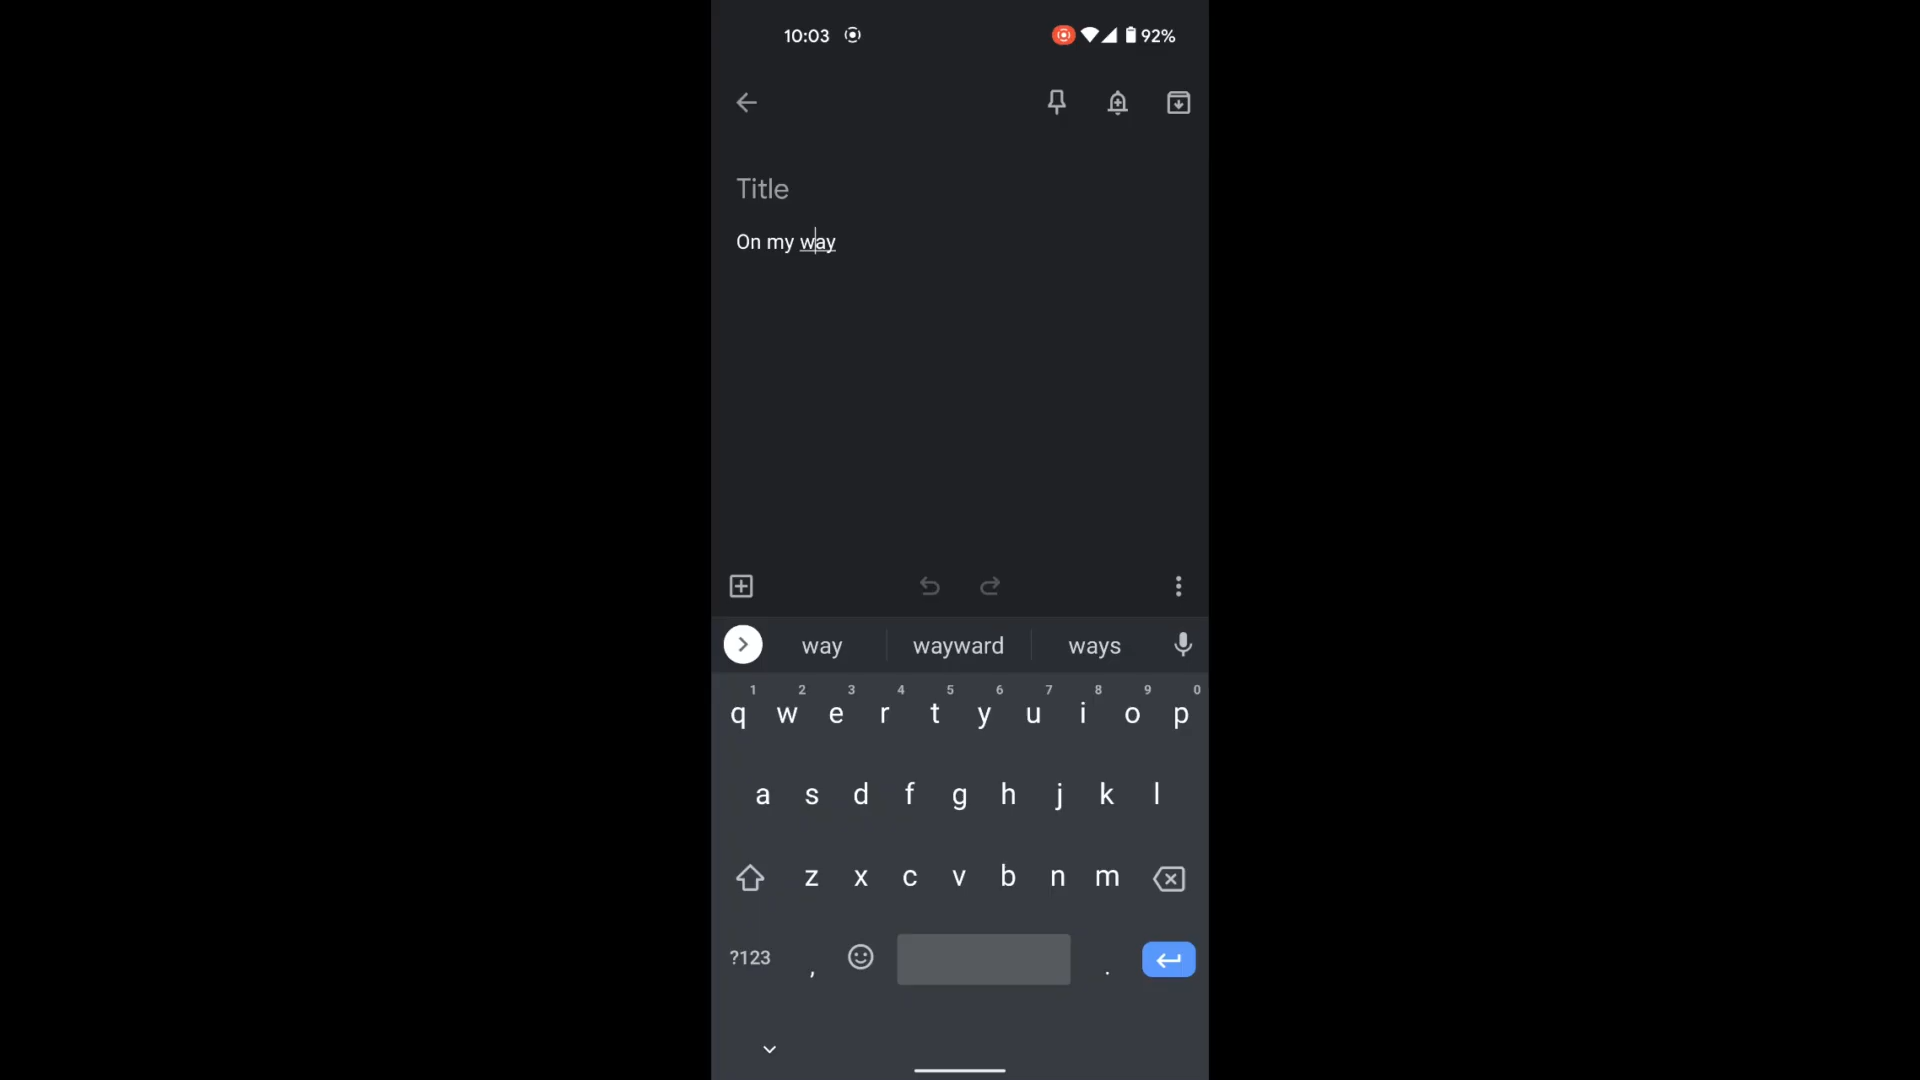 10:03 92%
Title
On my way
way wayward ways
1 2 3 4 5 6 7 8 9 0
q w e r t y u i o p
a s d f g h j k l
z x c v b n m
?123 , .